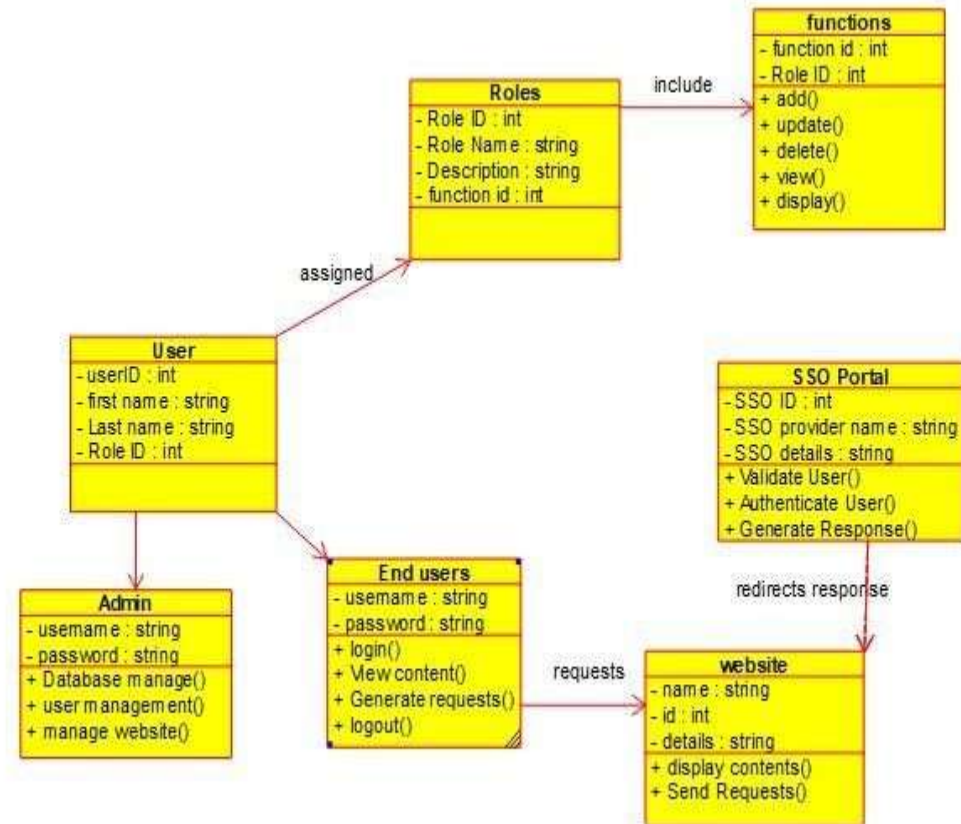 functions
- function id : int
- Role ID : int
+ add()
+ update()
+ delete()
+ view()
+ display()
include
Roles
- Role ID : int
- Role Name : string
- Description : string
- function id : int
assigned
User
- userID : int
- first name : string
- Last name : string
- Role ID : int
SSO Portal
- SSO ID : int
- SSO provider name : string
- SSO details : string
+ Validate User()
+ Authenticate User()
+ Generate Response()
redirects response
Admin
- username : string
- password : string
+ Database manage()
+ user management()
+ manage website()
End users
- username : string
- password : string
+ login()
+ View content()
+ Generate requests()
+ logout()
requests
website
- name : string
- id : int
- details : string
+ display contents()
+ Send Requests()